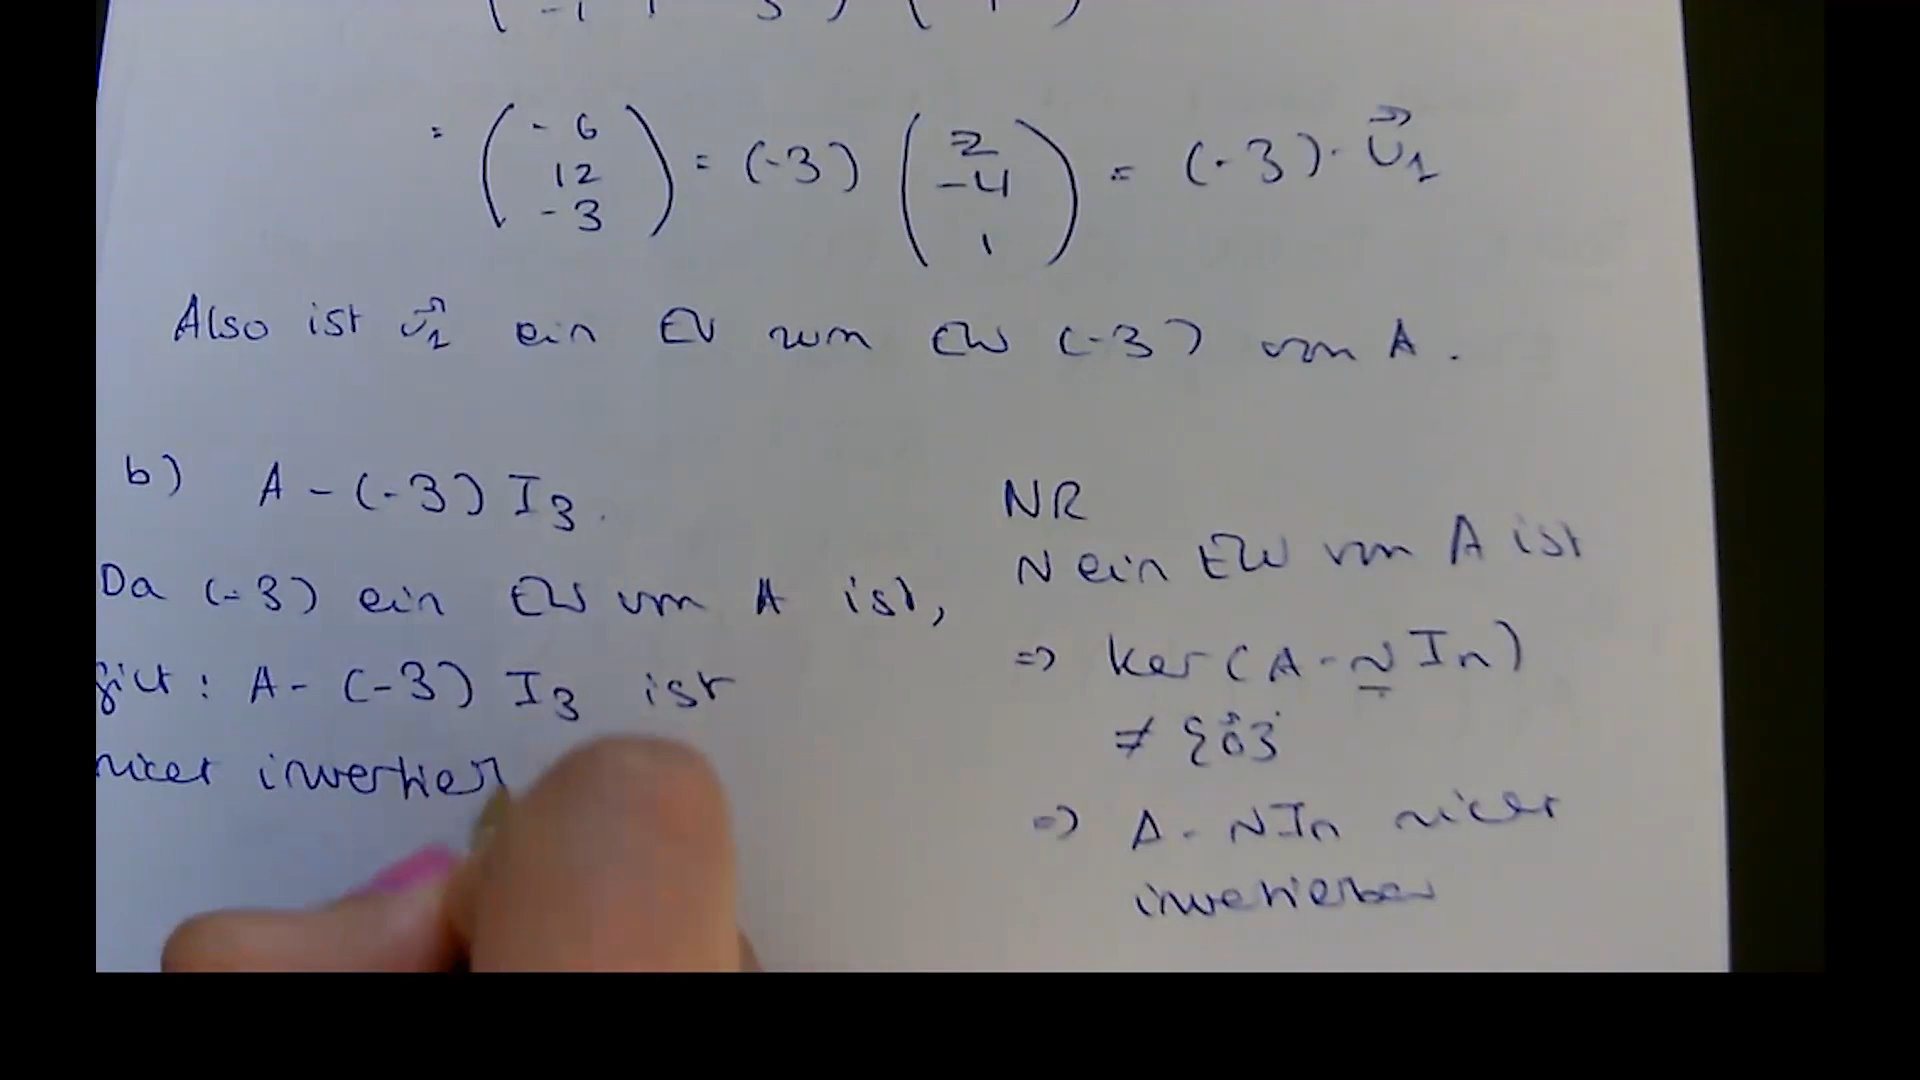 = ( -6 12 -3 ) = (-3) ( 2 -4 1 ) = (-3) · v⃗₁
Also ist v⃗₁ ein EV zum EW (-3) von A.
b) A - (-3) I₃.
Da (-3) ein EW von A ist,
gilt: A - (-3) I₃ ist
nicht invertier
NR
λ ein EW von A ist
=> ker(A - λ Iₙ)
≠ {0⃗}
=> A - λIₙ nicht
invertierbar